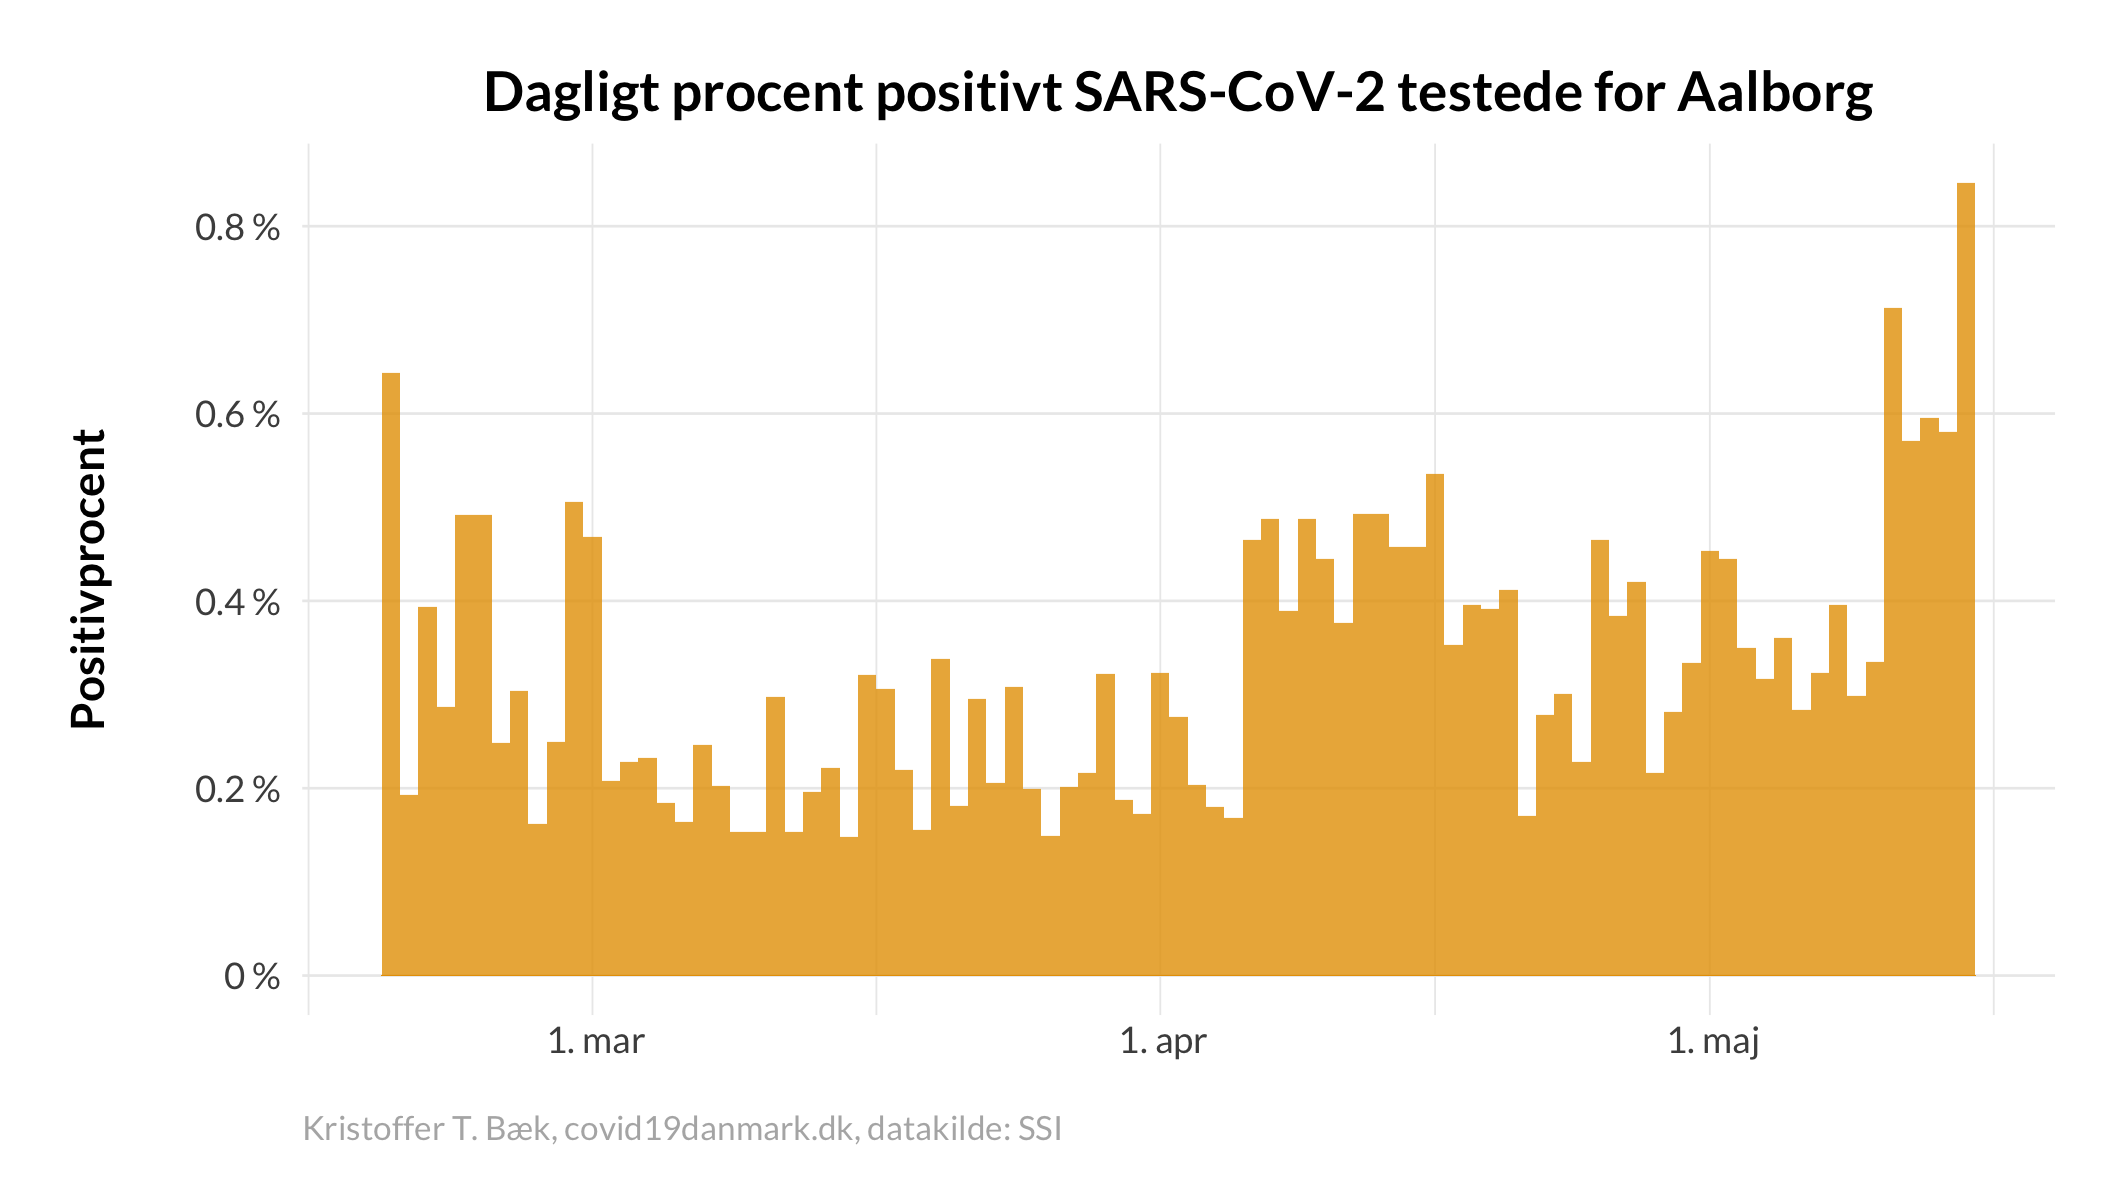 Dagligt procent positivt SARS-CoV-2 testede for Aalborg
Positivprocent
0.8 %
0.6 %
0.4 %
0.2 %
0 %
1. mar
1. apr
1. maj
Kristoffer T. Bæk, covid19danmark.dk, datakilde: SSI